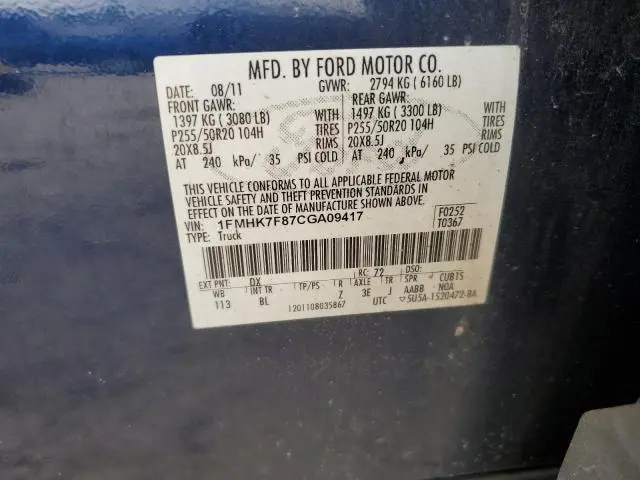 MFD. BY FORD MOTOR CO.
DATE: 08/11 GVWR: 2794 KG ( 6160 LB)
FRONT GAWR: REAR GAWR:
1397 KG ( 3080 LB) WITH 1497 KG ( 3300 LB) WITH
P255/50R20 104H TIRES P255/50R20 104H TIRES
20X8.5J RIMS 20X8.5J RIMS
AT 240 kPa/ 35 PSI COLD AT 240 kPa/ 35 PSI COLD
THIS VEHICLE CONFORMS TO ALL APPLICABLE FEDERAL MOTOR
VEHICLE SAFETY AND THEFT PREVENTION STANDARDS IN
EFFECT ON THE DATE OF MANUFACTURE SHOWN ABOVE.
VIN: 1FMHK7F87CGA09417 F0252
TYPE: Truck T0367
EXT PNT: DX RC: 72 DSO:
WB INT TR TP/PS R AXLE TR SPR CUB1S
113 BL Z 3E J AABB NOA
1201108035867 UTC 5U5A-1520472-BA